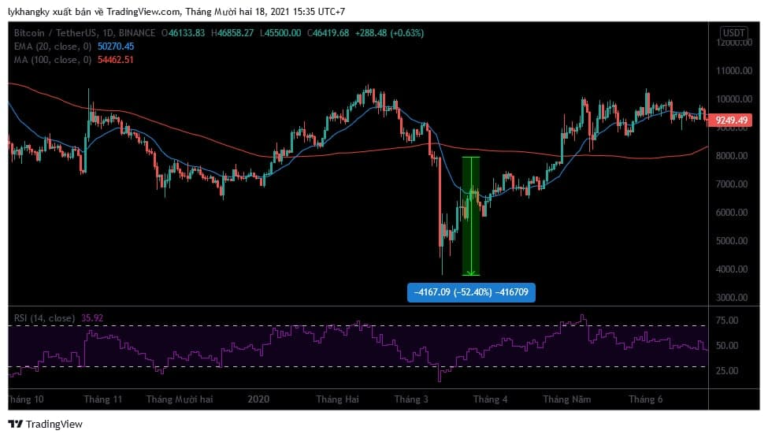 lykhangky xuất bản về TradingView.com, Tháng Mười hai 18, 2021 15:35 UTC+7
Bitcoin / TetherUS, 1D, BINANCE O46133.83 H46858.27 L45500.00 C46419.68 +288.48 (+0.63%) USDT
EMA (20, close, 0) 50270.45
MA (100, close, 0) 54462.51
12000.00
11000.00
10000.00
9249.49
9000.00
8000.00
7000.00
6000.00
5000.00
4000.00
3000.00
−4167.09 (−52.40%) −416709
RSI (14, close) 35.92
75.00
50.00
25.00
Tháng 10 Tháng 11 Tháng Mười hai 2020 Tháng Hai Tháng 3 Tháng 4 Tháng Năm Tháng 6
TradingView